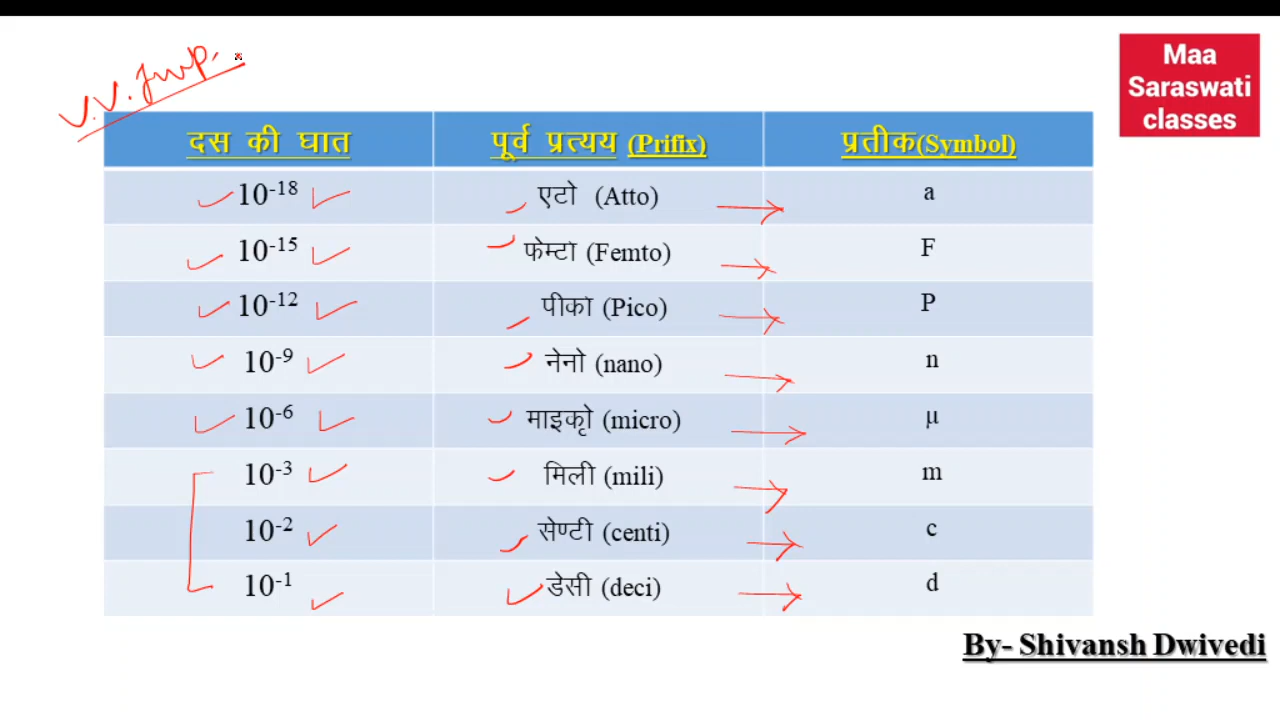 V.V. Imp.
Maa
Saraswati
classes
दस की घात पूर्व प्रत्यय (Prifix) प्रतीक(Symbol)
10⁻¹⁸ एटो (Atto) a
10⁻¹⁵ फेम्टा (Femto) F
10⁻¹² पीका (Pico) P
10⁻⁹ नेनो (nano) n
10⁻⁶ माइकृो (micro) μ
10⁻³ मिली (mili) m
10⁻² सेण्टी (centi) c
10⁻¹ डेसी (deci) d
By- Shivansh Dwivedi